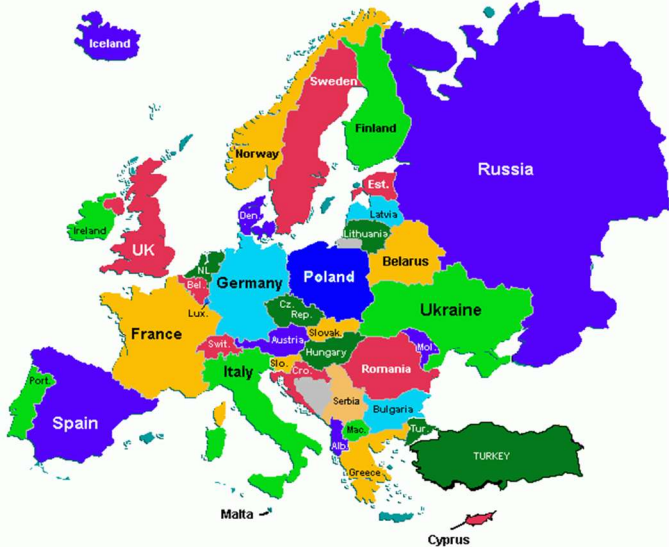 Iceland
Sweden
Finland
Norway
Russia
Est.
Latvia
Den.
Lithuania
Ireland
UK
NL
Belarus
Germany
Poland
Bel.
Cz.
Rep.
Ukraine
Lux.
France
Slovak.
Austria
Mol.
Swit.
Hungary
Italy
Slo.
Cro.
Romania
Port.
Serbia
Bulgaria
Spain
Mac.
Tur.
Alb.
TURKEY
Greece
Malta
Cyprus